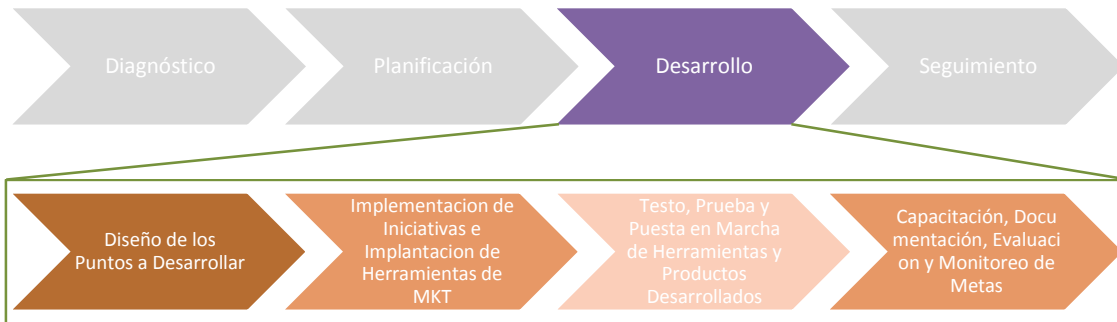 Diagnóstico
Planificación
Desarrollo
Seguimiento
Diseño de los
Puntos a Desarrollar
Implementacion de
Iniciativas e
Implantacion de
Herramientas de
MKT
Testo, Prueba y
Puesta en Marcha
de Herramientas y
Productos
Desarrollados
Capacitación, Docu
mentación, Evaluaci
on y Monitoreo de
Metas